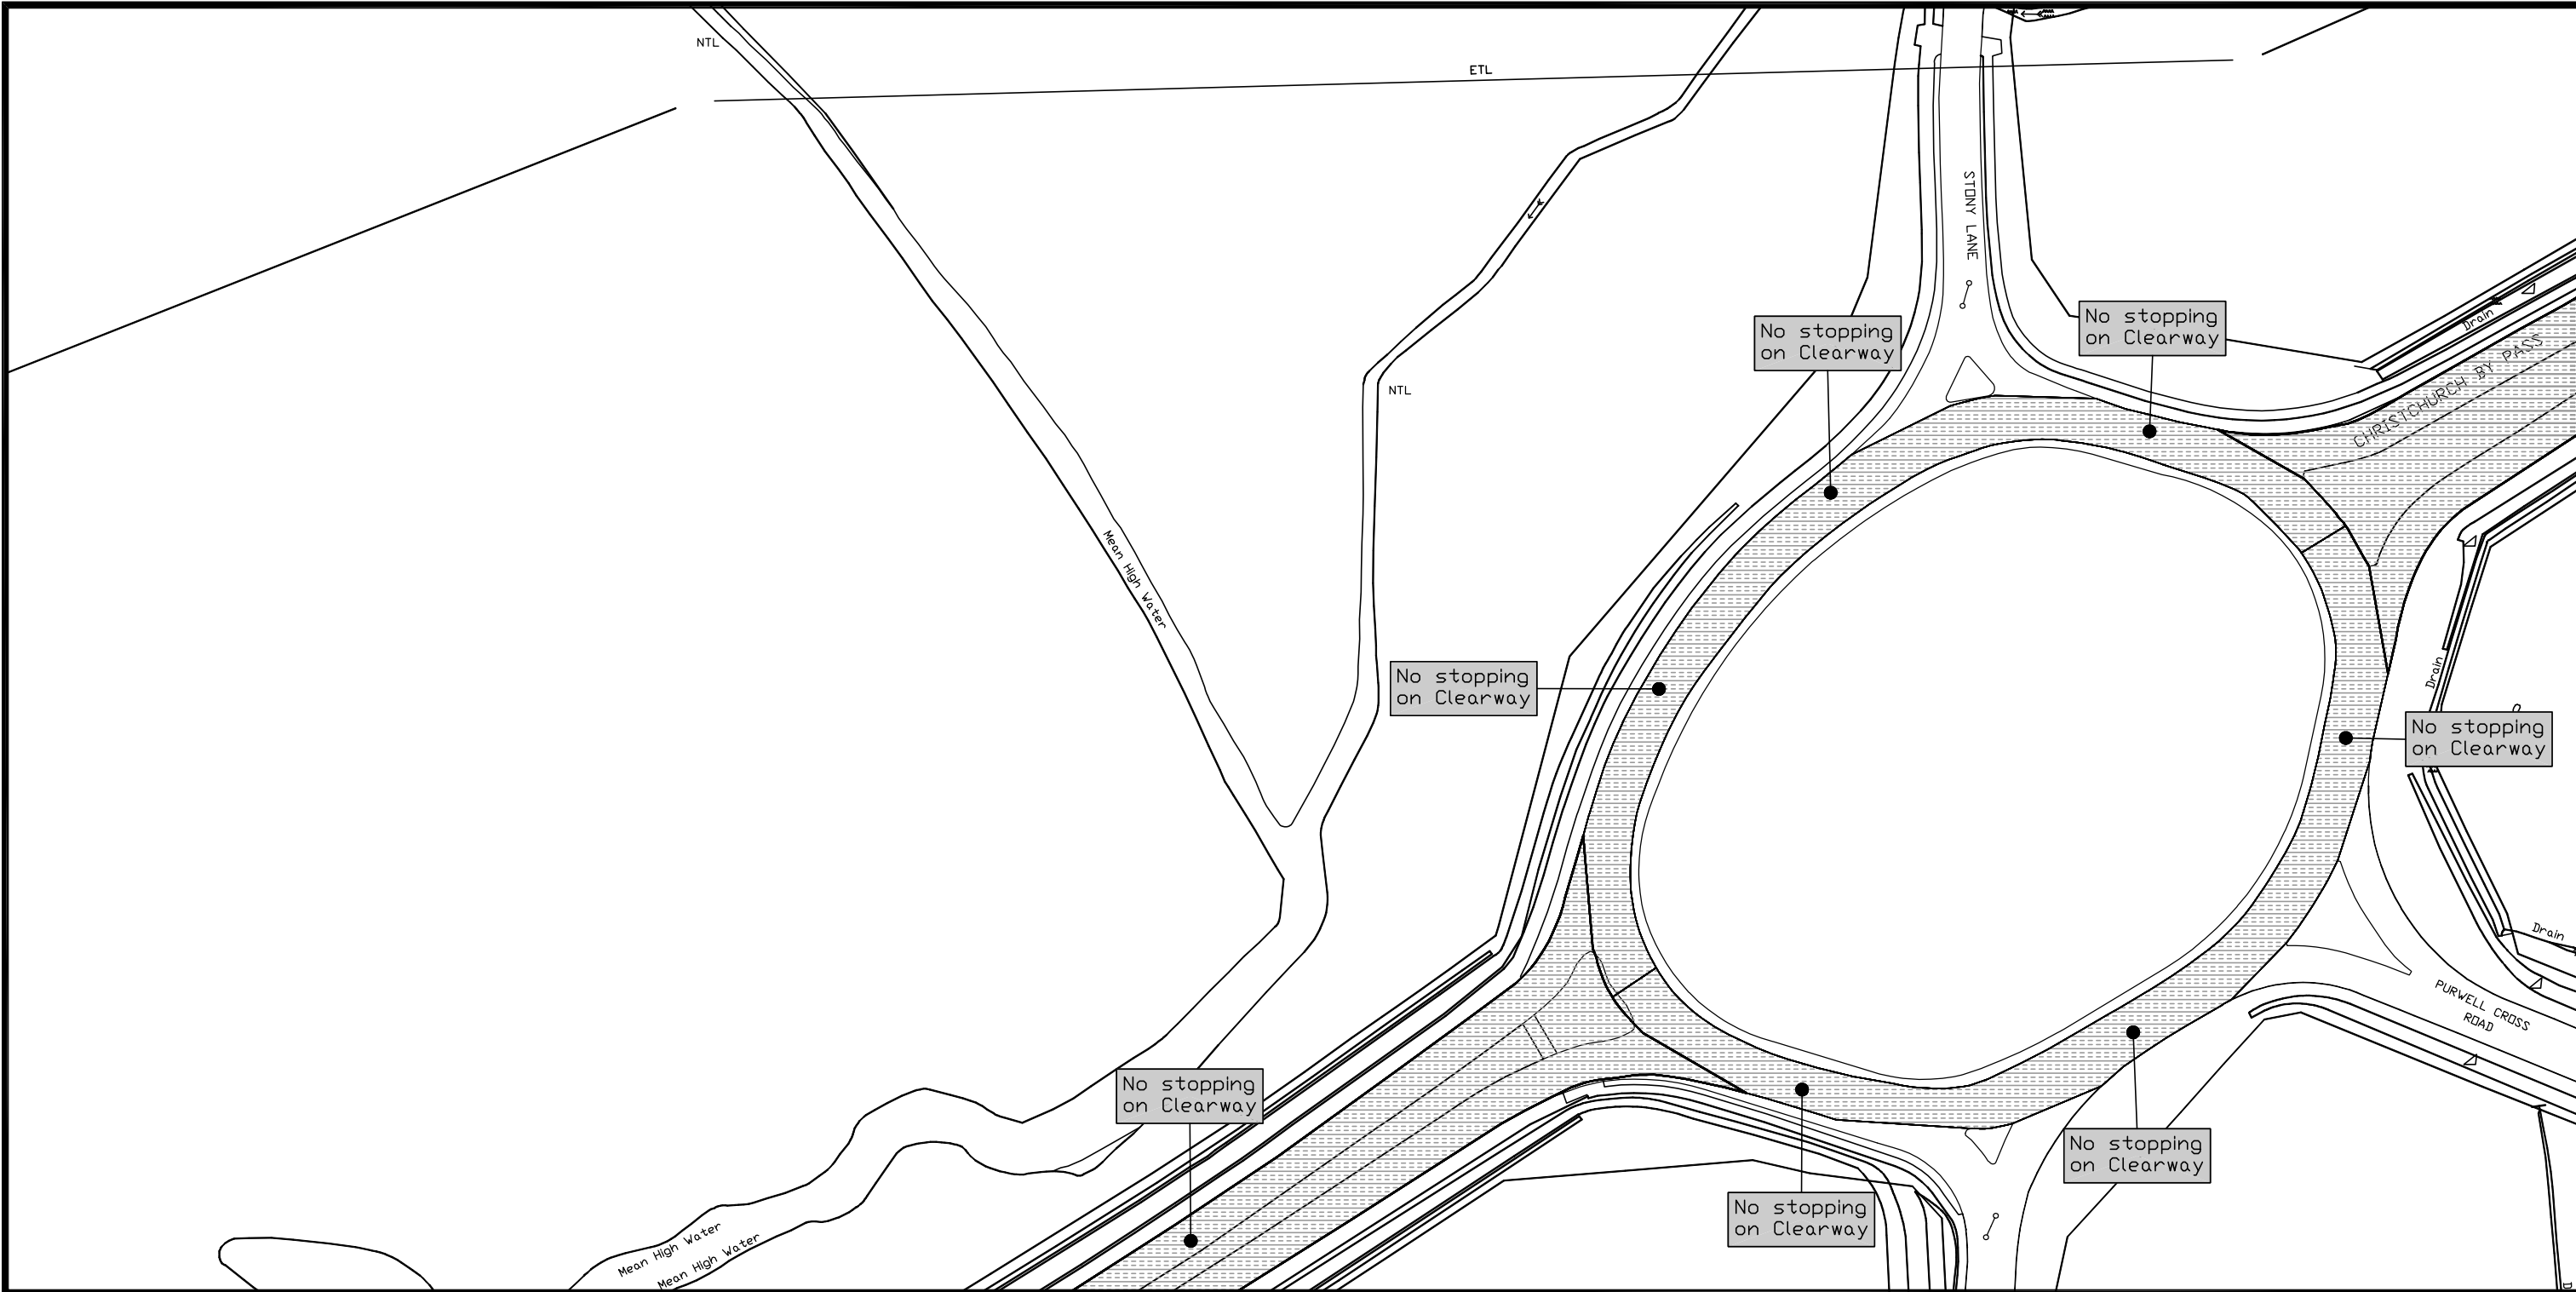 NTL
ETL
STONY LANE
No stopping
on Clearway
No stopping
on Clearway
Drain
CHRISTCHURCH BY PASS
NTL
Mean High Water
No stopping
on Clearway
Drain
No stopping
on Clearway
Drain
PURWELL CROSS
ROAD
No stopping
on Clearway
No stopping
on Clearway
No stopping
on Clearway
Mean High Water
Mean High Water